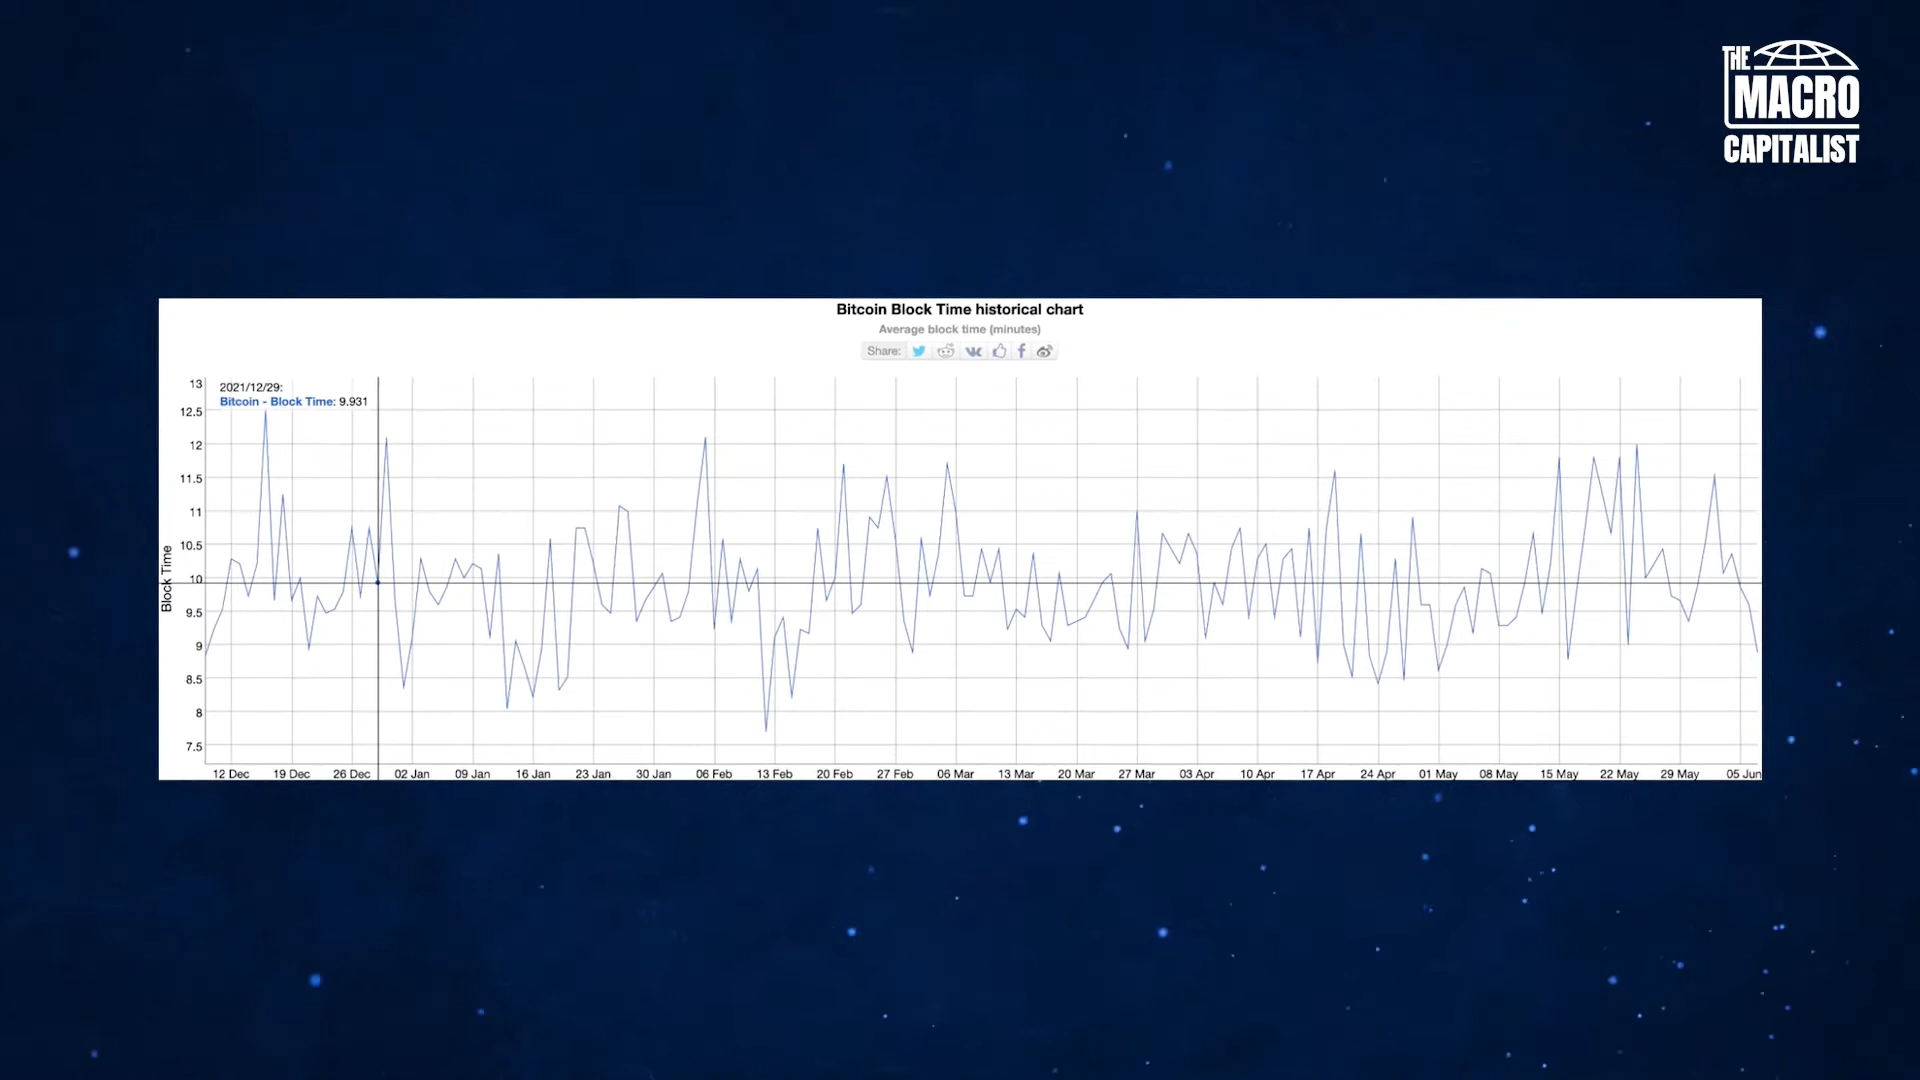 THE
MACRO
CAPITALIST
Bitcoin Block Time historical chart
Average block time (minutes)
Share:
2021/12/29:
Bitcoin - Block Time: 9.931
Block Time
13
12.5
12
11.5
11
10.5
10
9.5
9
8.5
8
7.5
12 Dec 19 Dec 26 Dec 02 Jan 09 Jan 16 Jan 23 Jan 30 Jan 06 Feb 13 Feb 20 Feb 27 Feb 06 Mar 13 Mar 20 Mar 27 Mar 03 Apr 10 Apr 17 Apr 24 Apr 01 May 08 May 15 May 22 May 29 May 05 Jun